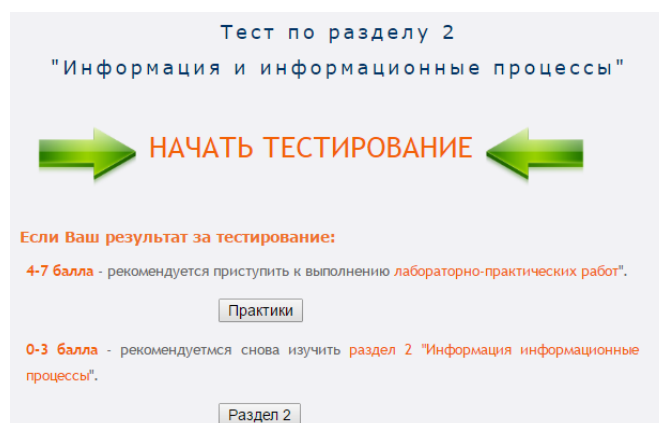 Тест по разделу 2
"Информация и информационные процессы"
НАЧАТЬ ТЕСТИРОВАНИЕ
Если Ваш результат за тестирование:
4-7 балла - рекомендуется приступить к выполнению лабораторно-практических работ".
Практики
0-3 балла - рекомендуетмся снова изучить раздел 2 "Информация информационные
процессы".
Раздел 2